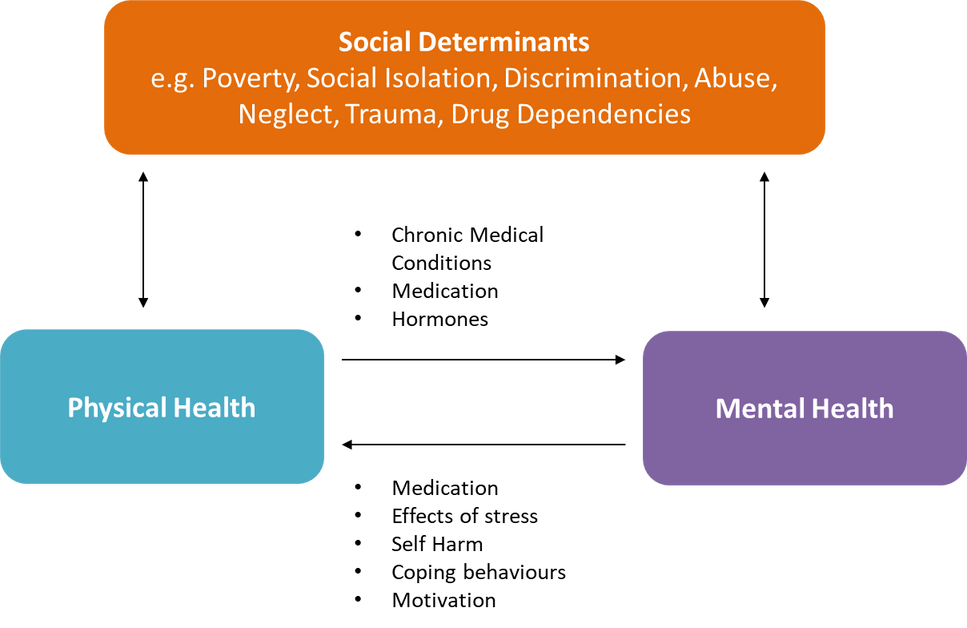 Social Determinants
e.g. Poverty, Social Isolation, Discrimination, Abuse,
Neglect, Trauma, Drug Dependencies
• Chronic Medical
Conditions
• Medication
• Hormones
Physical Health
Mental Health
• Medication
• Effects of stress
• Self Harm
• Coping behaviours
• Motivation